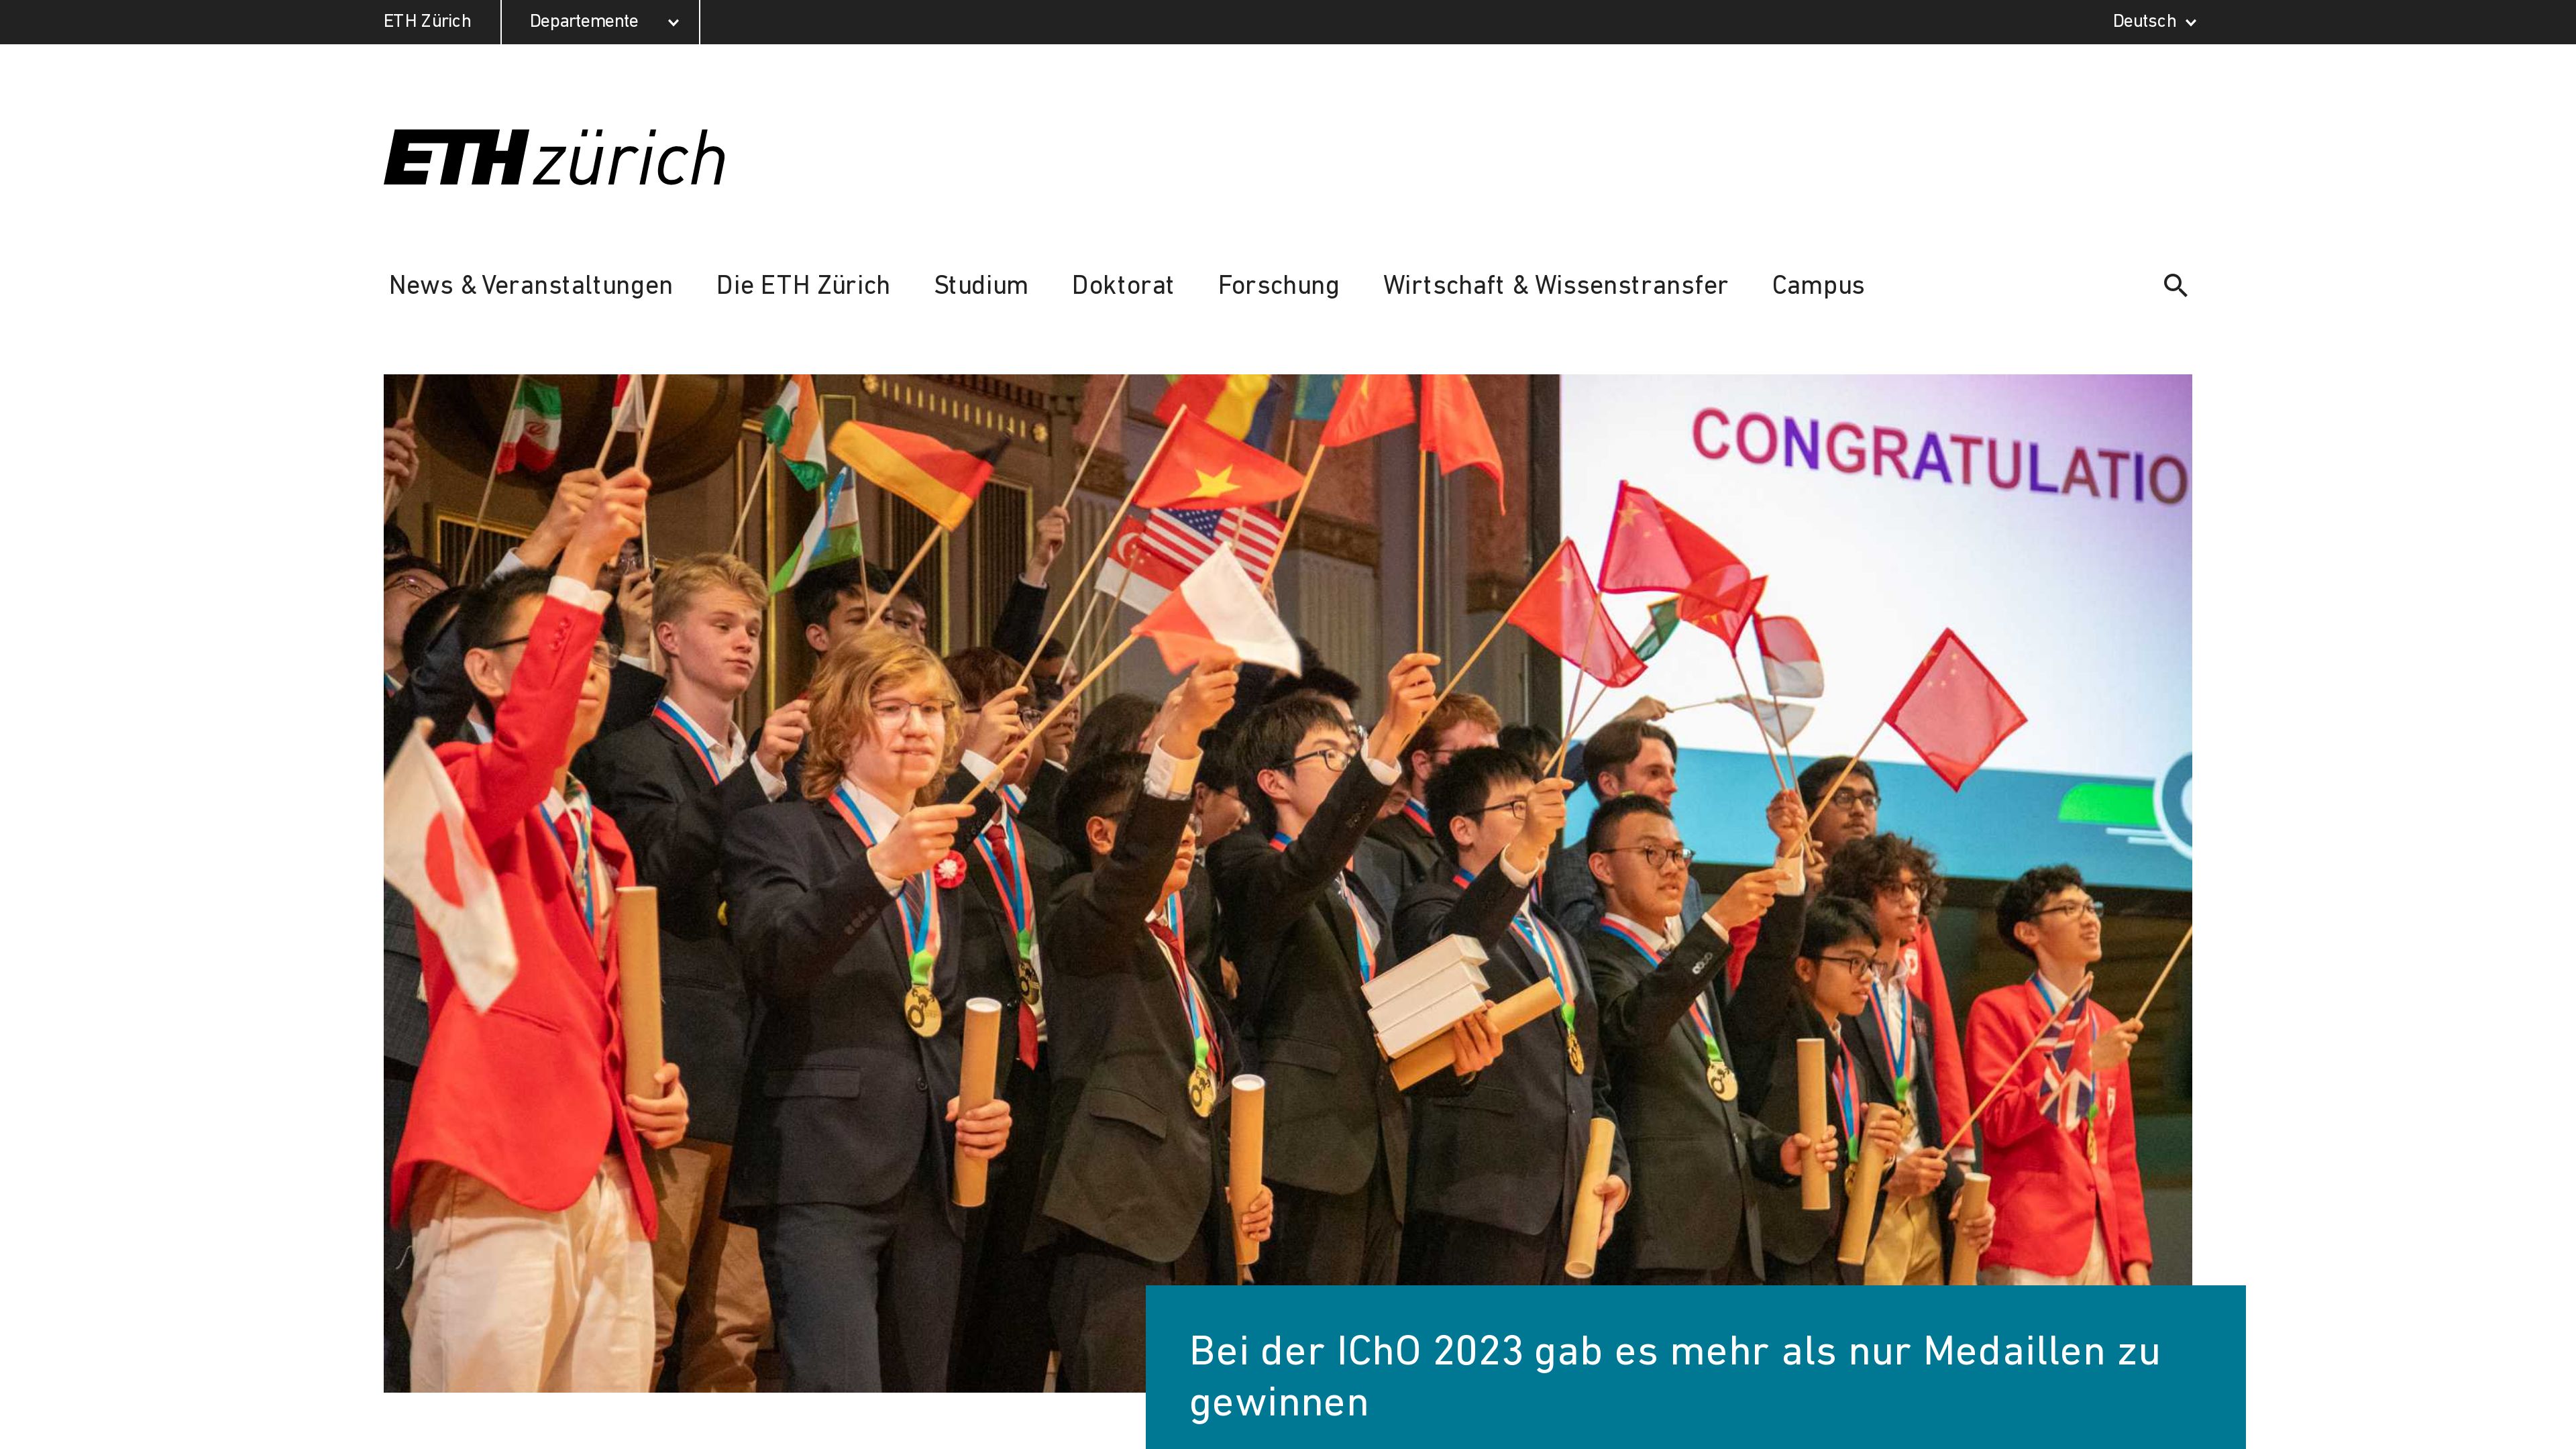 ETH Zürich
Departemente
Deutsch
ETH zürich
News & Veranstaltungen
Die ETH Zürich
Studium
Doktorat
Forschung
Wirtschaft & Wissenstransfer
Campus
CONGRATULATIO
Bei der IChO 2023 gab es mehr als nur Medaillen zu
gewinnen